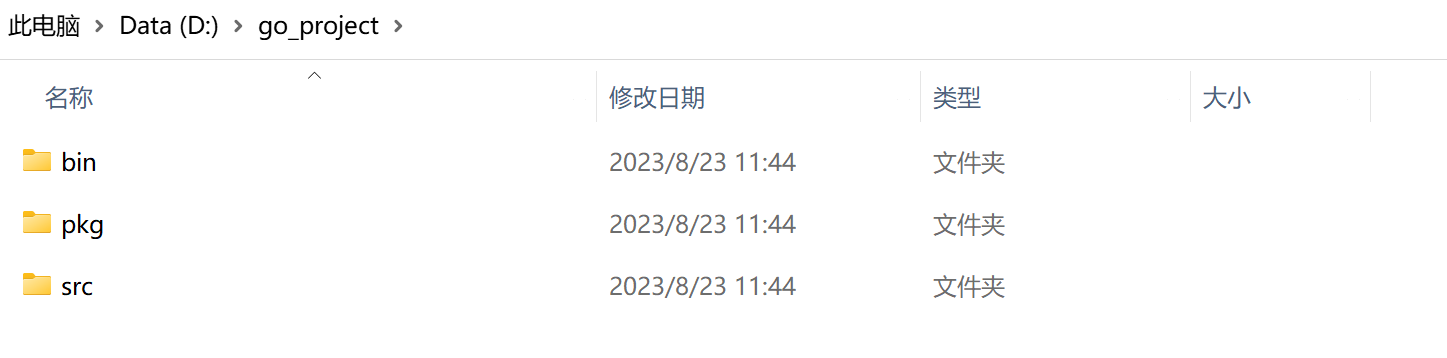 此电脑 > Data (D:) > go_project >
名称 修改日期 类型 大小
bin 2023/8/23 11:44 文件夹
pkg 2023/8/23 11:44 文件夹
src 2023/8/23 11:44 文件夹